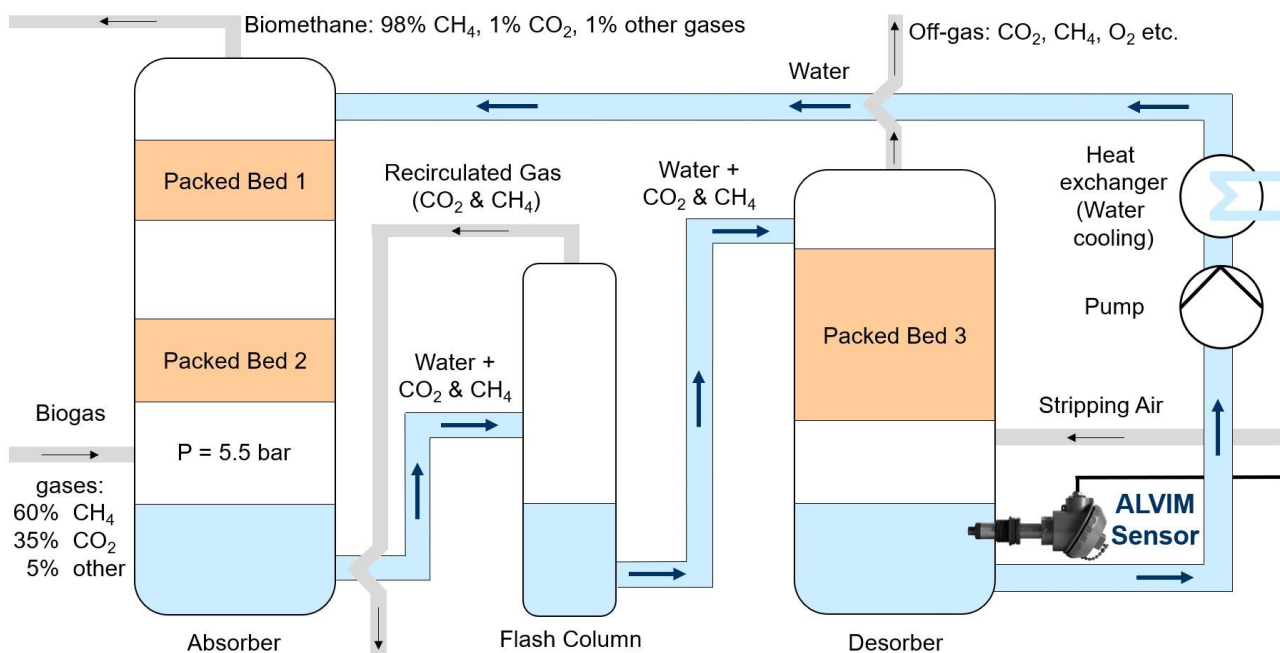 Biomethane: 98% CH₄, 1% CO₂, 1% other gases
Off-gas: CO₂, CH₄, O₂ etc.
Water
Packed Bed 1
Recirculated Gas
(CO₂ & CH₄)
Water +
CO₂ & CH₄
Heat
exchanger
(Water
cooling)
Packed Bed 2
Water +
CO₂ & CH₄
Packed Bed 3
Pump
Biogas
P = 5.5 bar
Stripping Air
gases:
60% CH₄
35% CO₂
5% other
ALVIM
Sensor
Absorber
Flash Column
Desorber